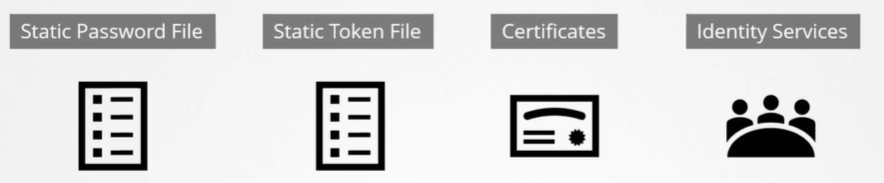 Static Password File
Static Token File
Certificates
Identity Services